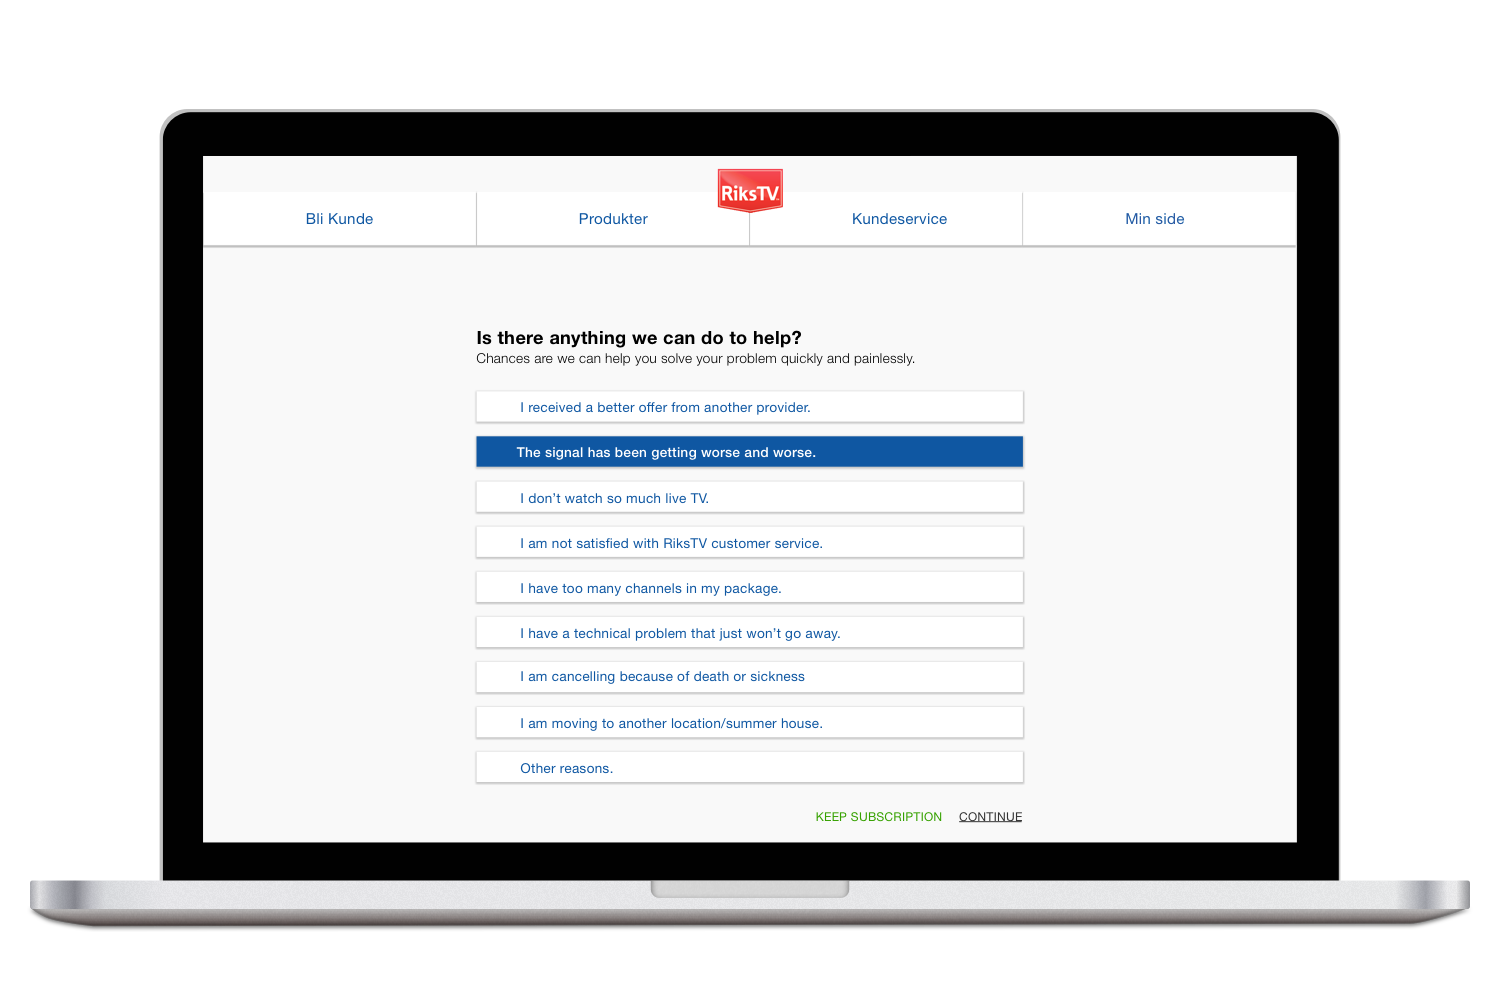 RiksTV
Bli Kunde
Produkter
Kundeservice
Min side
Is there anything we can do to help?
Chances are we can help you solve your problem quickly and painlessly.
I received a better offer from another provider.
The signal has been getting worse and worse.
I don’t watch so much live TV.
I am not satisfied with RiksTV customer service.
I have too many channels in my package.
I have a technical problem that just won’t go away.
I am cancelling because of death or sickness
I am moving to another location/summer house.
Other reasons.
KEEP SUBSCRIPTION CONTINUE